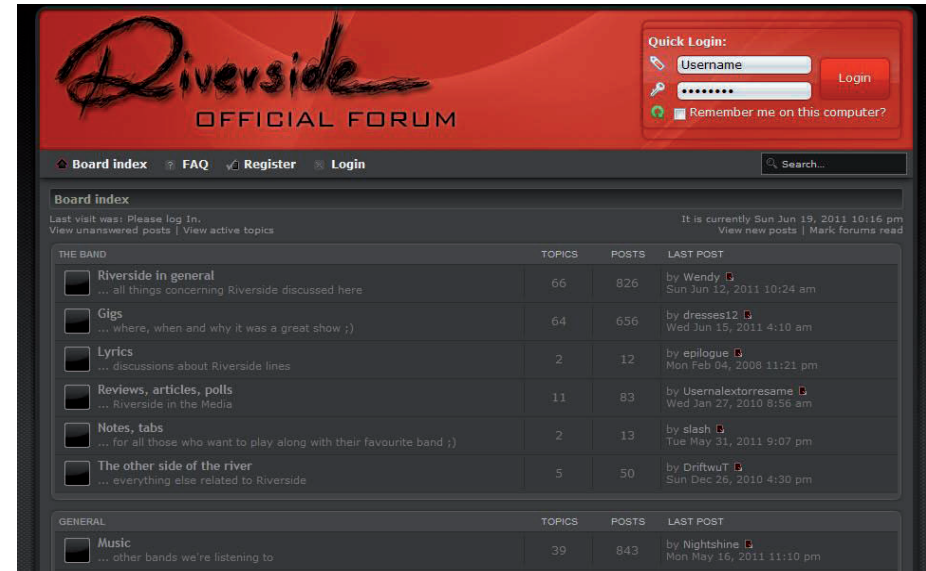 Riverside
OFFICIAL FORUM
Quick Login:
Username
Login
Remember me on this computer?
Board index FAQ Register Login Search...
Board index
Last visit was: Please log In. It is currently Sun Jun 19, 2011 10:16 pm
View unanswered posts | View active topics View new posts | Mark forums read
THE BAND TOPICS POSTS LAST POST
Riverside in general
... all things concerning Riverside discussed here 66 826 by Wendy
Sun Jun 12, 2011 10:24 am
Gigs
... where, when and why it was a great show ;) 64 656 by dresses12
Wed Jun 15, 2011 4:10 am
Lyrics
... discussions about Riverside lines 2 12 by epilogue
Mon Feb 04, 2008 11:21 pm
Reviews, articles, polls
... Riverside in the Media 11 83 by Usernalextorresame
Wed Jan 27, 2010 8:56 am
Notes, tabs
... for all those who want to play along with their favourite band ;) 2 13 by slash
Tue May 31, 2011 9:07 pm
The other side of the river
... everything else related to Riverside 5 50 by DriftwuT
Sun Dec 26, 2010 4:30 pm
GENERAL TOPICS POSTS LAST POST
Music
... other bands we're listening to 39 843 by Nightshine
Mon May 16, 2011 11:10 pm